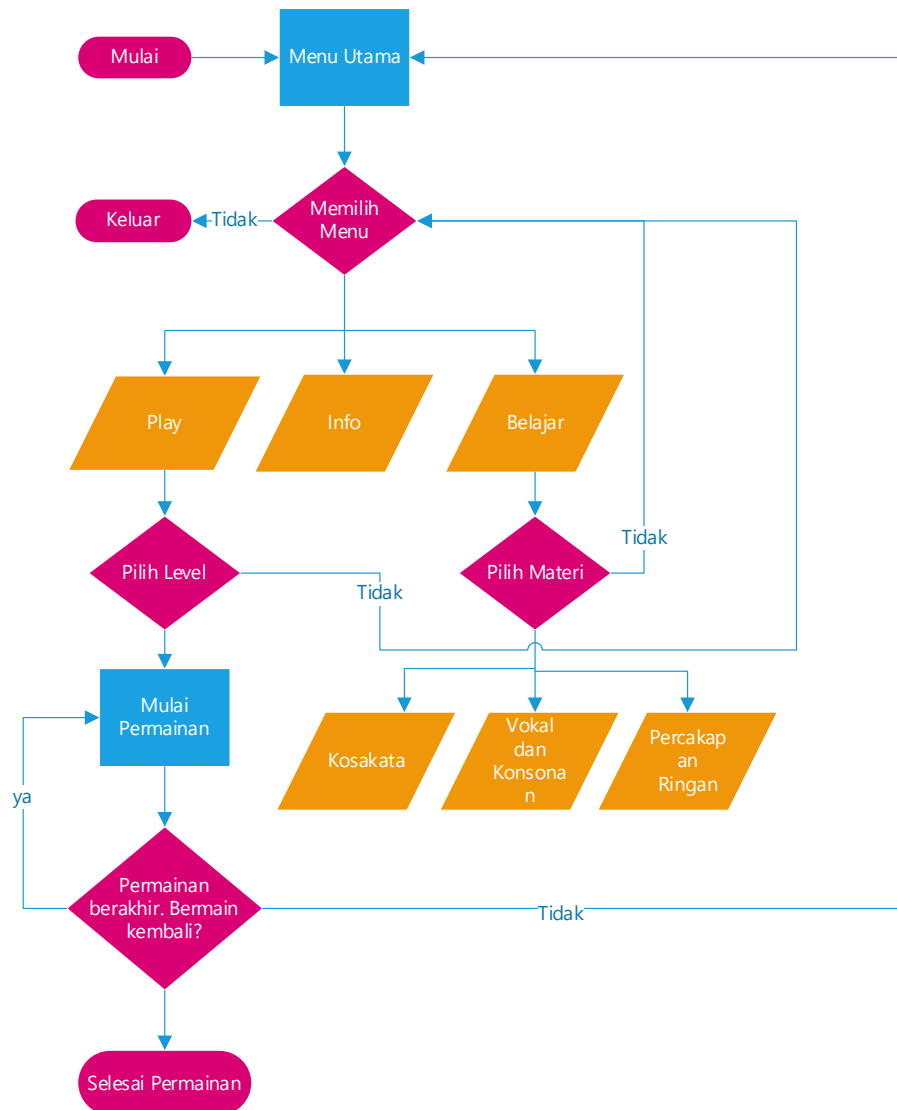 Mulai
Menu Utama
Memilih
Menu
Tidak
Keluar
Play
Info
Belajar
Pilih Level
Tidak
Pilih Materi
Tidak
Mulai
Permainan
Kosakata
Vokal
dan
Konsona
n
Percakap
an
Ringan
ya
Permainan
berakhir. Bermain
kembali?
Tidak
Selesai Permainan